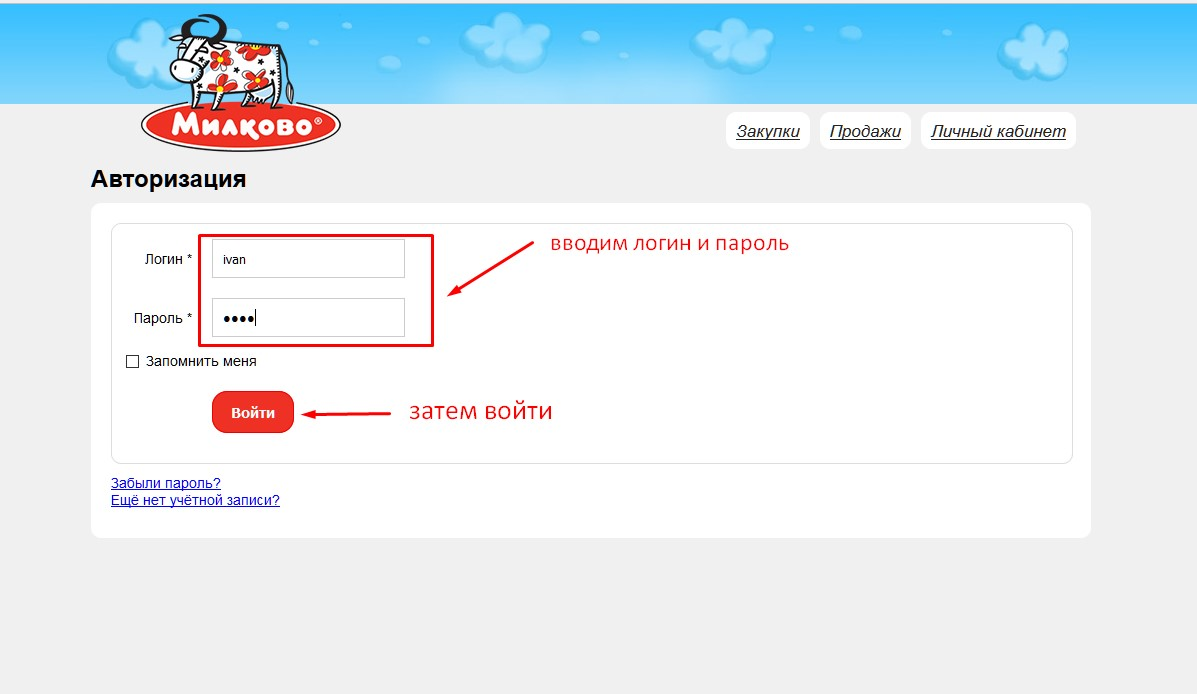 Милково®
Закупки Продажи Личный кабинет
Авторизация
Логин * ivan
вводим логин и пароль
Пароль * ••••
Запомнить меня
Войти
затем войти
Забыли пароль?
Ещё нет учётной записи?